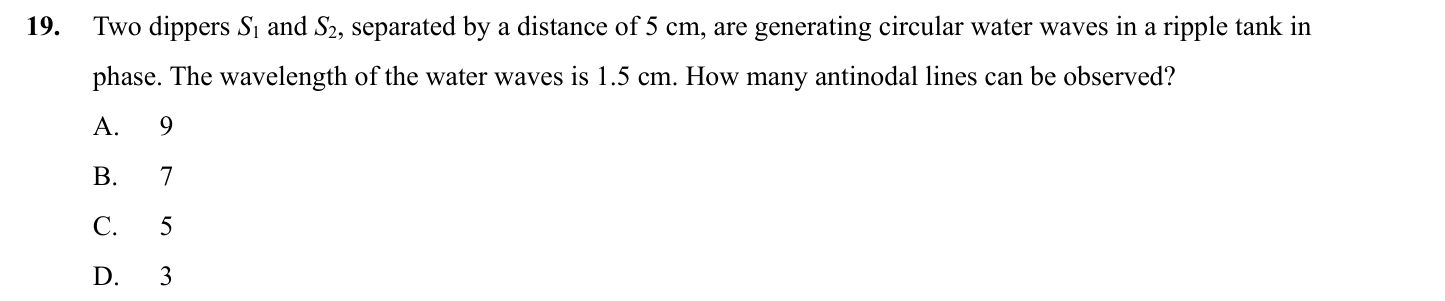 19. Two dippers S₁ and S₂, separated by a distance of 5 cm, are generating circular water waves in a ripple tank in
phase. The wavelength of the water waves is 1.5 cm. How many antinodal lines can be observed?
A. 9
B. 7
C. 5
D. 3